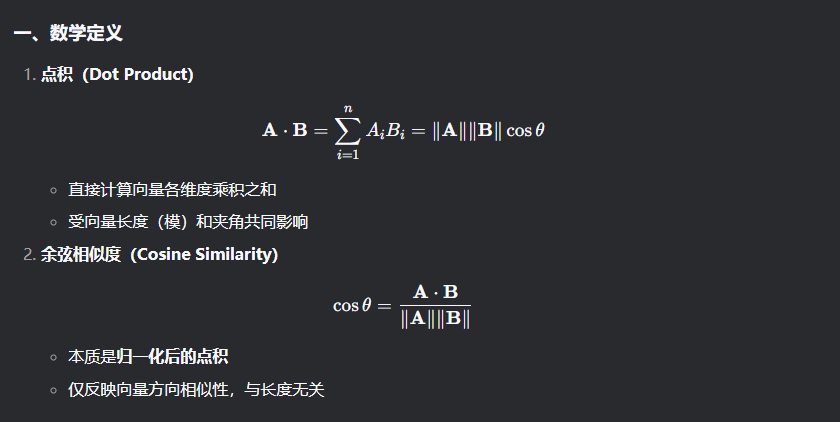 一、数学定义
1. 点积（Dot Product)
$$\mathbf{A} \cdot \mathbf{B} = \sum_{i=1}^{n} A_i B_i = \|\mathbf{A}\| \|\mathbf{B}\| \cos\theta$$
◦ 直接计算向量各维度乘积之和
◦ 受向量长度（模）和夹角共同影响
2. 余弦相似度（Cosine Similarity)
$$\cos\theta = \frac{\mathbf{A} \cdot \mathbf{B}}{\|\mathbf{A}\| \|\mathbf{B}\|}$$
◦ 本质是归一化后的点积
◦ 仅反映向量方向相似性，与长度无关